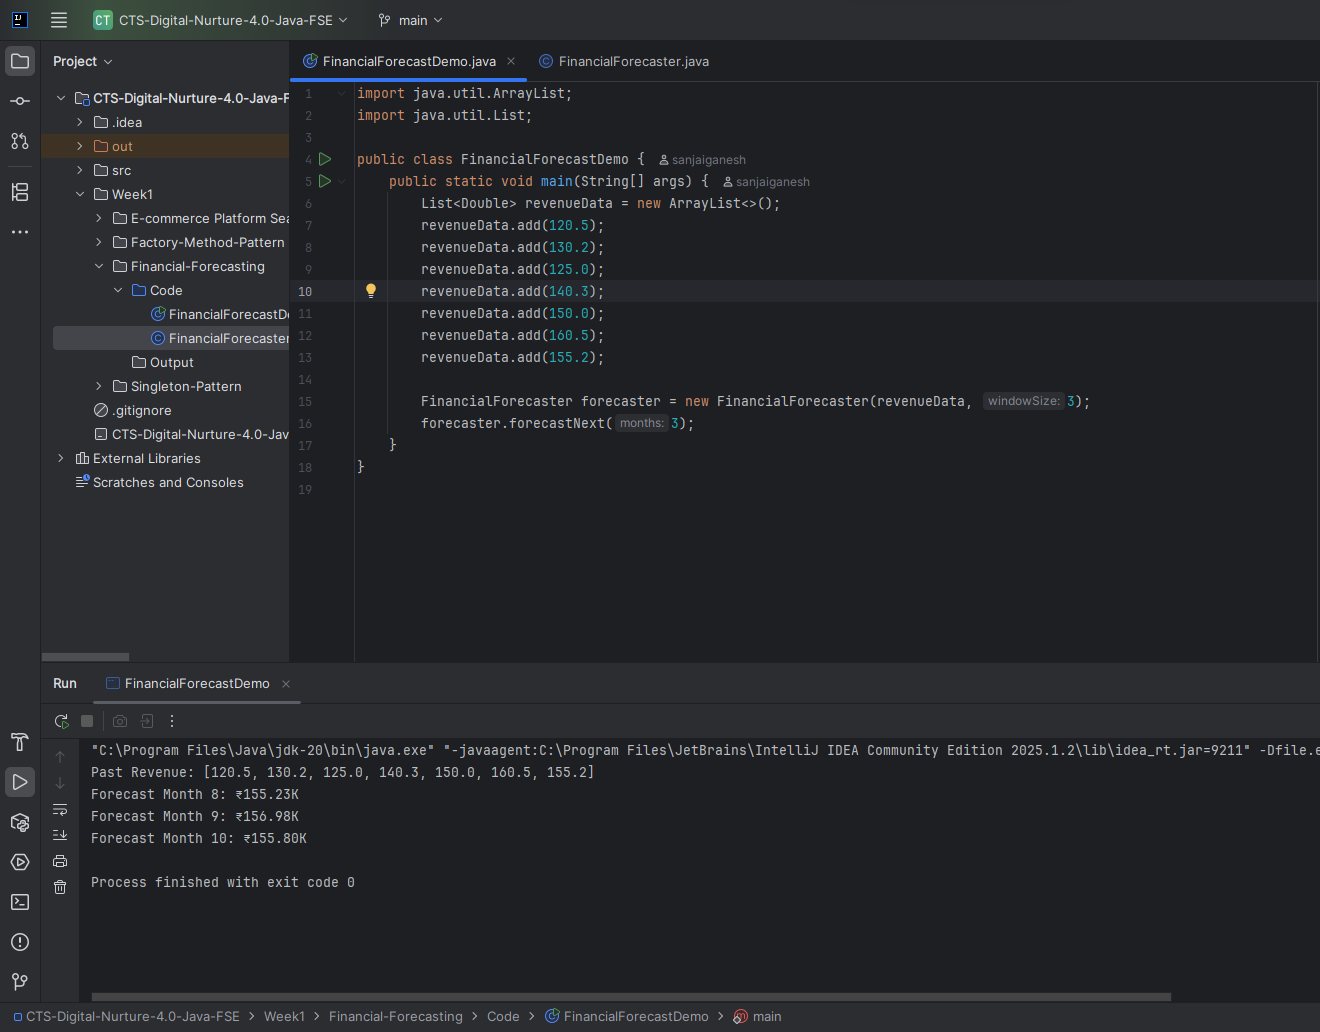 CT CTS-Digital-Nurture-4.0-Java-FSE main
Project
CTS-Digital-Nurture-4.0-Java-F
.idea
out
src
Week1
E-commerce Platform Sea
Factory-Method-Pattern
Financial-Forecasting
Code
FinancialForecastDe
FinancialForecaster
Output
Singleton-Pattern
.gitignore
CTS-Digital-Nurture-4.0-Jav
External Libraries
Scratches and Consoles
FinancialForecastDemo.java FinancialForecaster.java
1 import java.util.ArrayList;
2 import java.util.List;
3
4 public class FinancialForecastDemo { sanjaiganesh
5 public static void main(String[] args) { sanjaiganesh
6 List<Double> revenueData = new ArrayList<>();
7 revenueData.add(120.5);
8 revenueData.add(130.2);
9 revenueData.add(125.0);
10 revenueData.add(140.3);
11 revenueData.add(150.0);
12 revenueData.add(160.5);
13 revenueData.add(155.2);
14
15 FinancialForecaster forecaster = new FinancialForecaster(revenueData, windowSize: 3);
16 forecaster.forecastNext( months: 3);
17 }
18 }
19
Run FinancialForecastDemo
"C:\Program Files\Java\jdk-20\bin\java.exe" "-javaagent:C:\Program Files\JetBrains\IntelliJ IDEA Community Edition 2025.1.2\lib\idea_rt.jar=9211" -Dfile.e
Past Revenue: [120.5, 130.2, 125.0, 140.3, 150.0, 160.5, 155.2]
Forecast Month 8: ₹155.23K
Forecast Month 9: ₹156.98K
Forecast Month 10: ₹155.80K
Process finished with exit code 0
CTS-Digital-Nurture-4.0-Java-FSE > Week1 > Financial-Forecasting > Code > FinancialForecastDemo > main